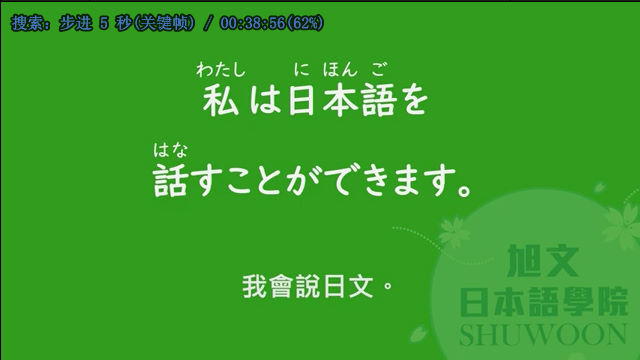 搜索: 步进 5 秒(关键帧) / 00:38:56(62%)
わたし に ほん ご
私は日本語を
はな
話すことができます。
我會說日文。
旭文
日本語學院
SHUWOON